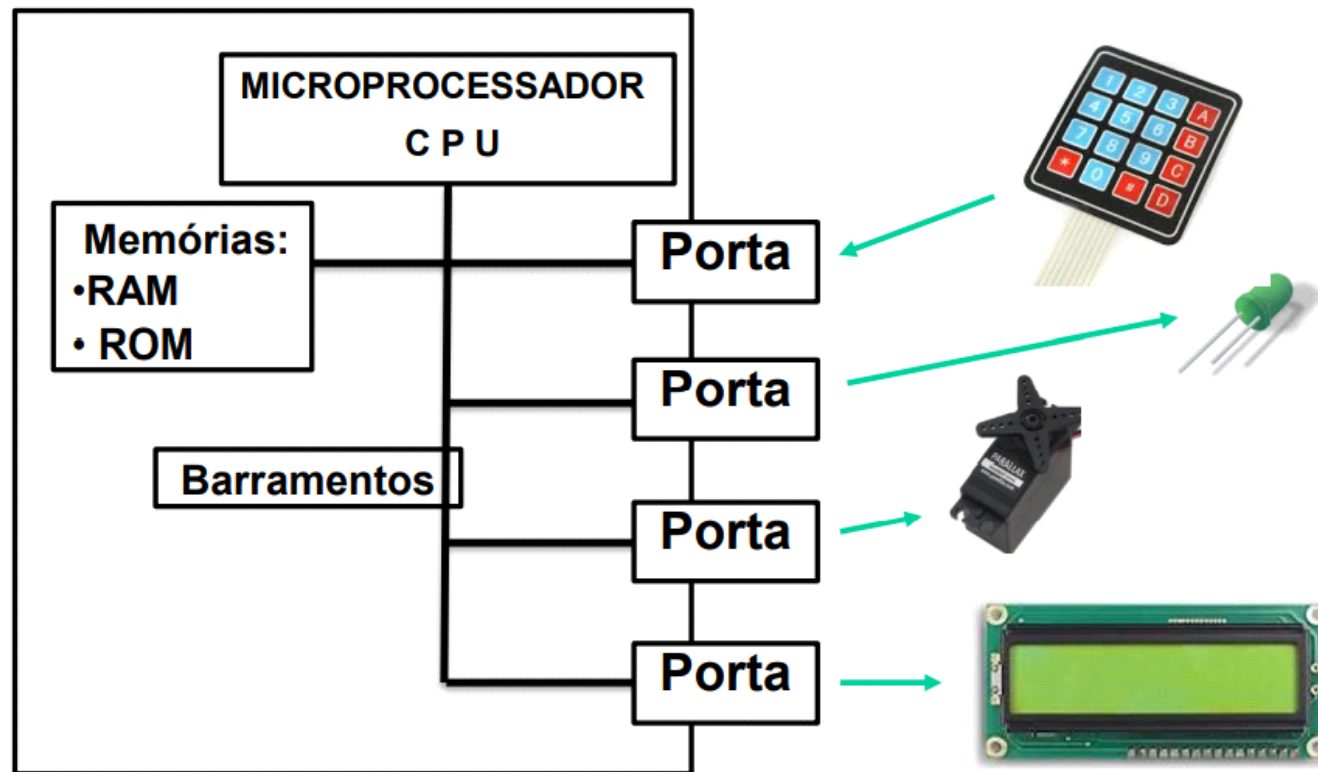 MICROPROCESSADOR
C P U
Memórias:
•RAM
• ROM
Porta
Porta
Barramentos
Porta
Porta
1 2 3 A
4 5 6 B
7 8 9 C
* 0 # D
PARALLAX